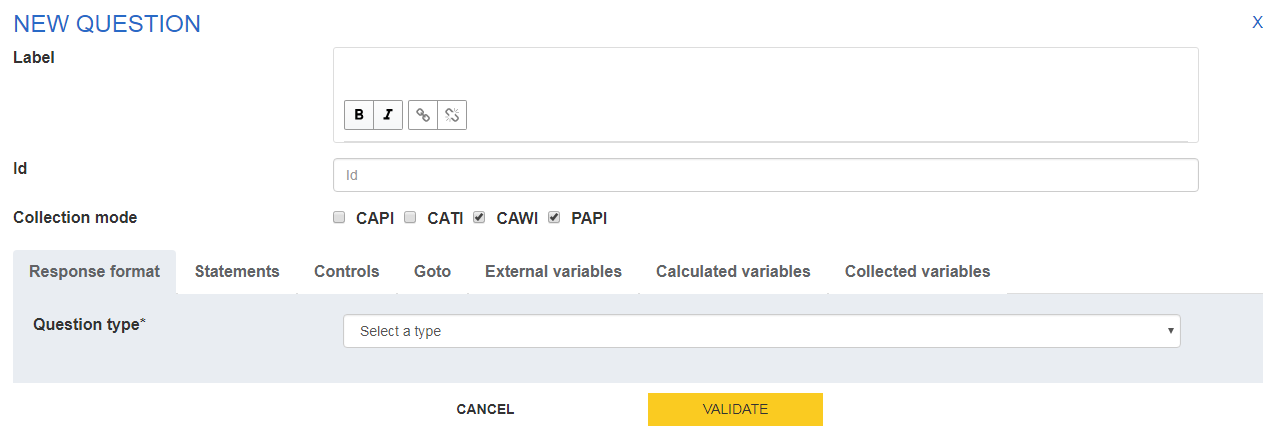 NEW QUESTION X
Label
B I
Id Id
Collection mode CAPI CATI CAWI PAPI
Response format Statements Controls Goto External variables Calculated variables Collected variables
Question type* Select a type
CANCEL VALIDATE